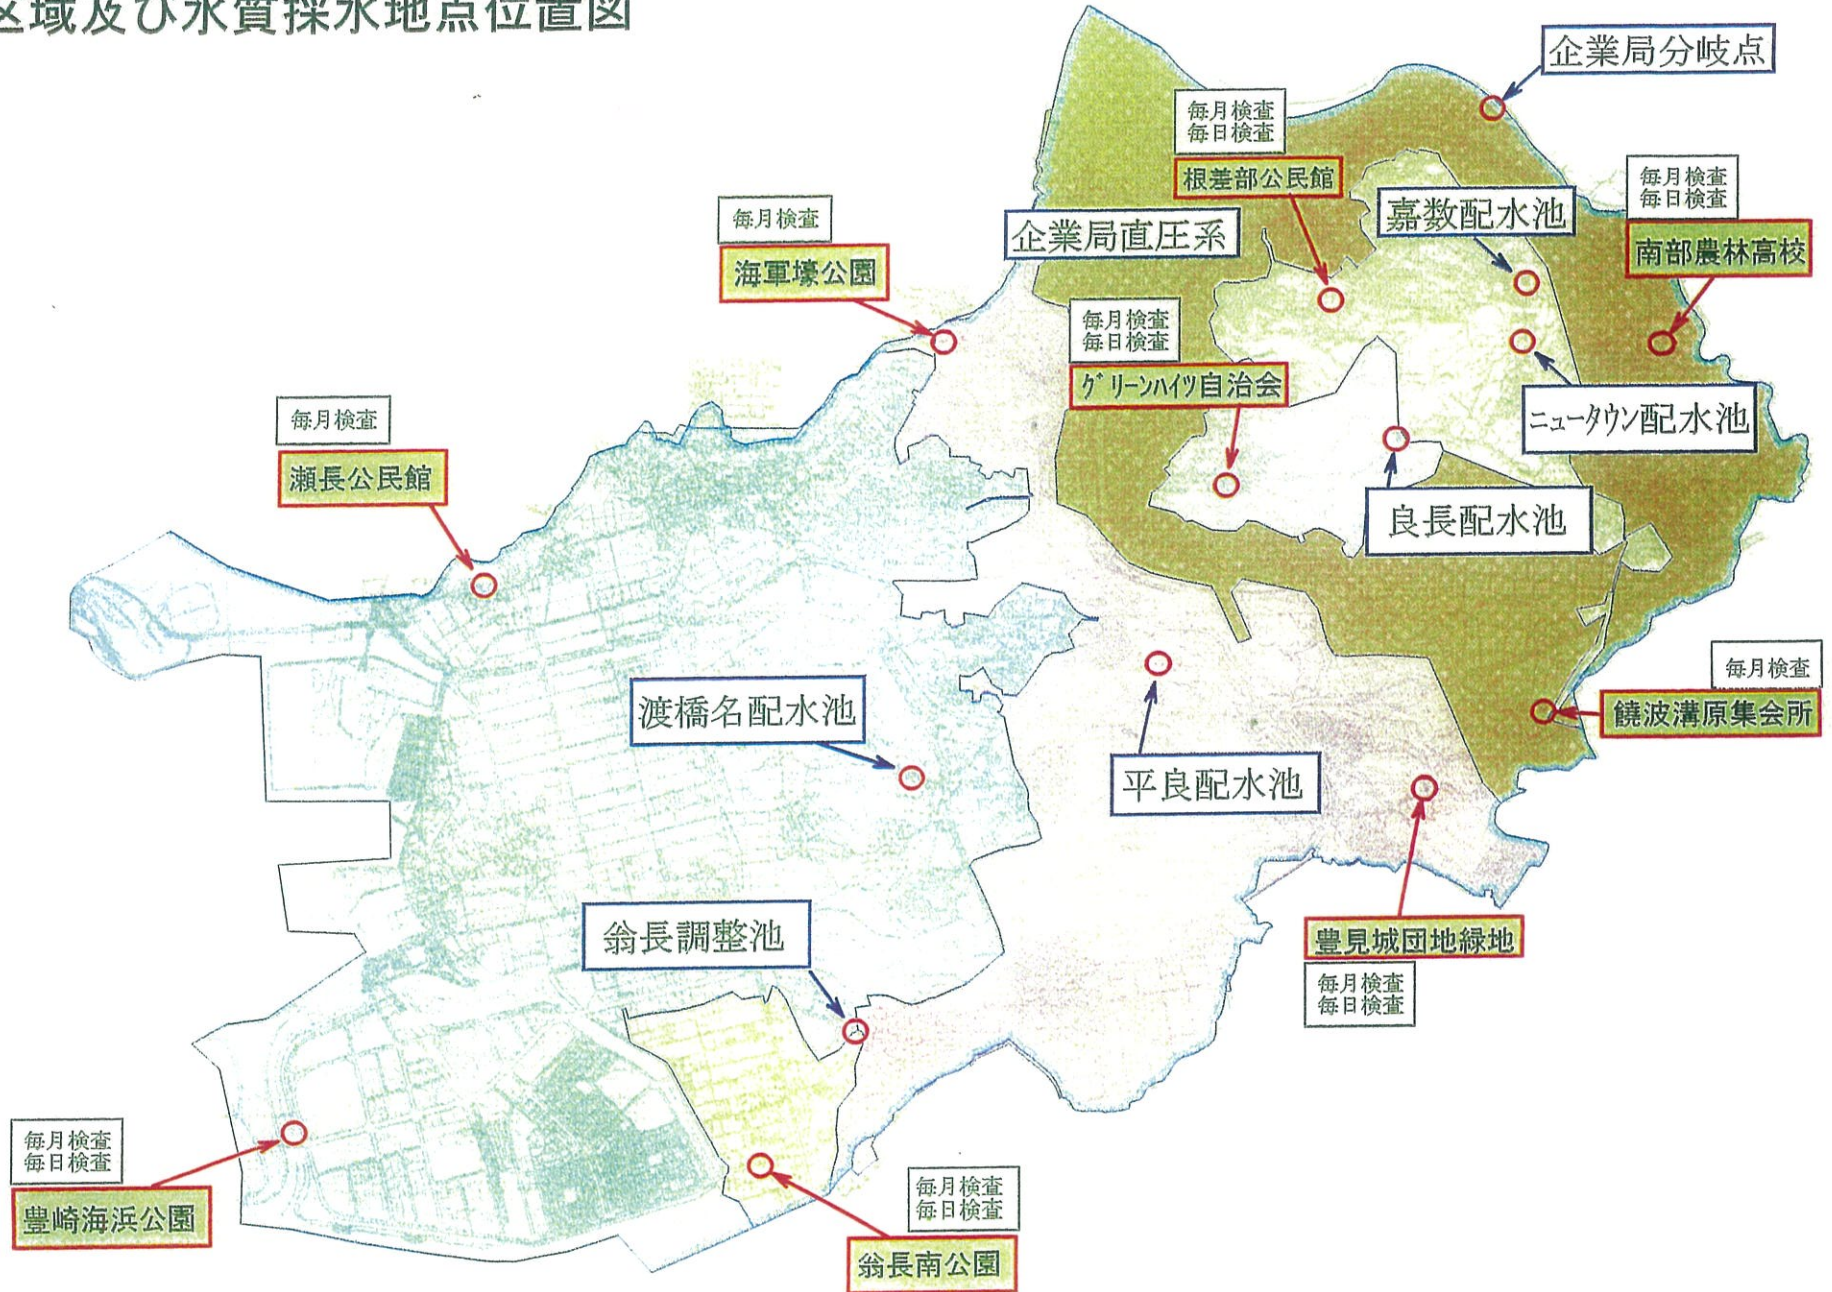 区域及び水質採水地点位置図
企業局分岐点
毎月検査
毎日検査
根差部公民館
毎月検査
毎日検査
南部農林高校
嘉数配水池
企業局直圧系
毎月検査
海軍壕公園
毎月検査
毎日検査
グリーンハイツ自治会
ニュータウン配水池
毎月検査
瀬長公民館
良長配水池
毎月検査
饒波溝原集会所
渡橋名配水池
平良配水池
翁長調整池
豊見城団地緑地
毎月検査
毎日検査
毎月検査
毎日検査
豊崎海浜公園
毎月検査
毎日検査
翁長南公園